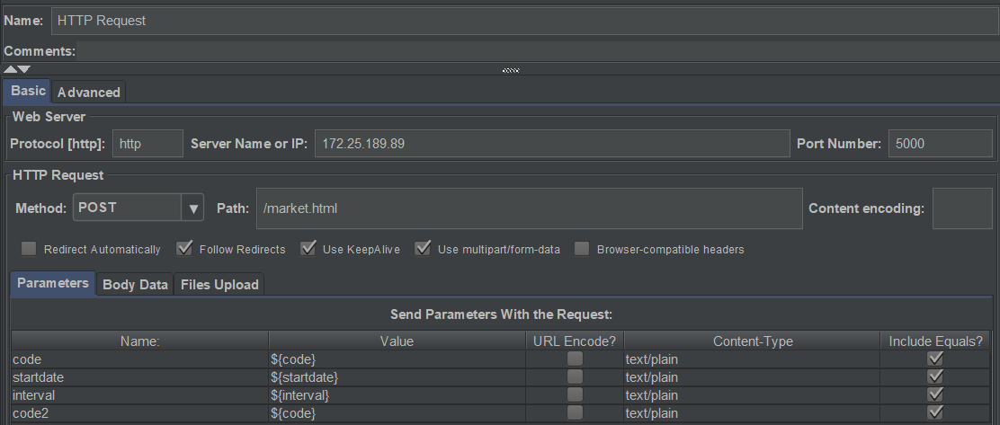 Name: HTTP Request
Comments:
Basic Advanced
Web Server
Protocol [http]: http Server Name or IP: 172.25.189.89 Port Number: 5000
HTTP Request
Method: POST Path: /market.html Content encoding:
Redirect Automatically Follow Redirects Use KeepAlive Use multipart/form-data Browser-compatible headers
Parameters Body Data Files Upload
Send Parameters With the Request:
Name: Value URL Encode? Content-Type Include Equals?
code ${code} text/plain
startdate ${startdate} text/plain
interval ${interval} text/plain
code2 ${code} text/plain